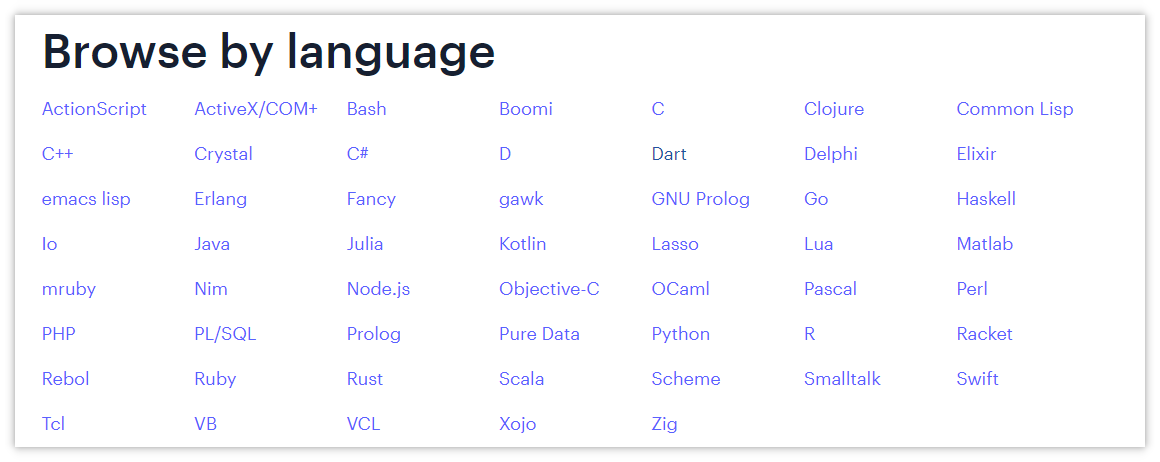 Browse by language
ActionScript ActiveX/COM+ Bash Boomi C Clojure Common Lisp
C++ Crystal C# D Dart Delphi Elixir
emacs lisp Erlang Fancy gawk GNU Prolog Go Haskell
Io Java Julia Kotlin Lasso Lua Matlab
mruby Nim Node.js Objective-C OCaml Pascal Perl
PHP PL/SQL Prolog Pure Data Python R Racket
Rebol Ruby Rust Scala Scheme Smalltalk Swift
Tcl VB VCL Xojo Zig